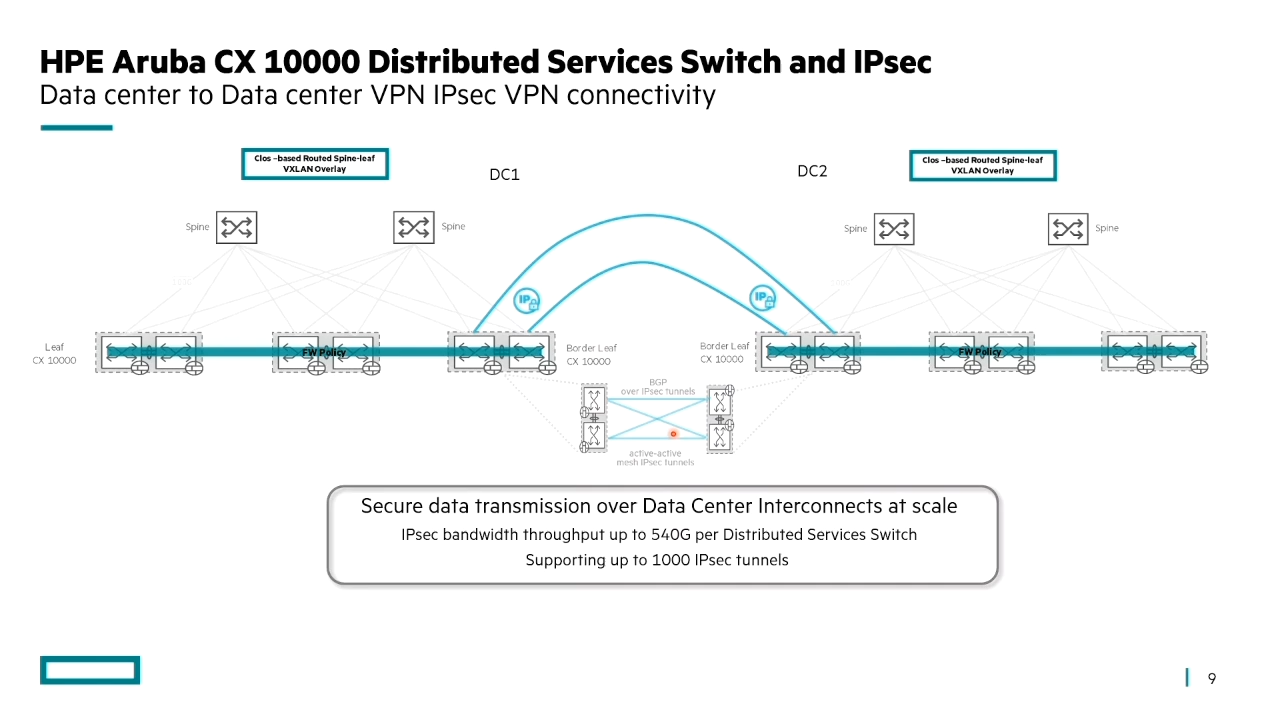 HPE Aruba CX 10000 Distributed Services Switch and IPsec
Data center to Data center VPN IPsec VPN connectivity
Clos –based Routed Spine-leaf
VXLAN Overlay
DC1
DC2
Clos –based Routed Spine-leaf
VXLAN Overlay
Spine
Spine
Spine
Spine
IP
IP
Leaf
CX 10000
FW Policy
Border Leaf
CX 10000
Border Leaf
CX 10000
FW Policy
BGP
over IPsec tunnels
active-active
mesh IPsec tunnels
Secure data transmission over Data Center Interconnects at scale
IPsec bandwidth throughput up to 540G per Distributed Services Switch
Supporting up to 1000 IPsec tunnels
9